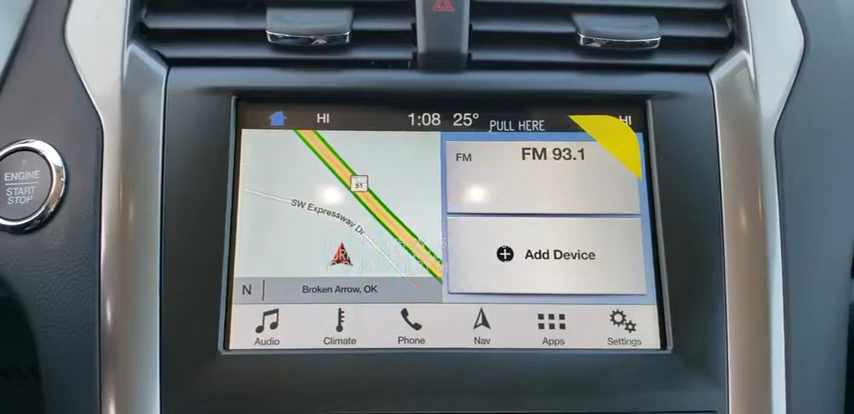 HI 1:08 25° PULL HERE HI
FM FM 93.1
51
SW Expressway Dr
ENGINE
START
STOP
Add Device
N Broken Arrow, OK
Audio Climate Phone Nav Apps Settings